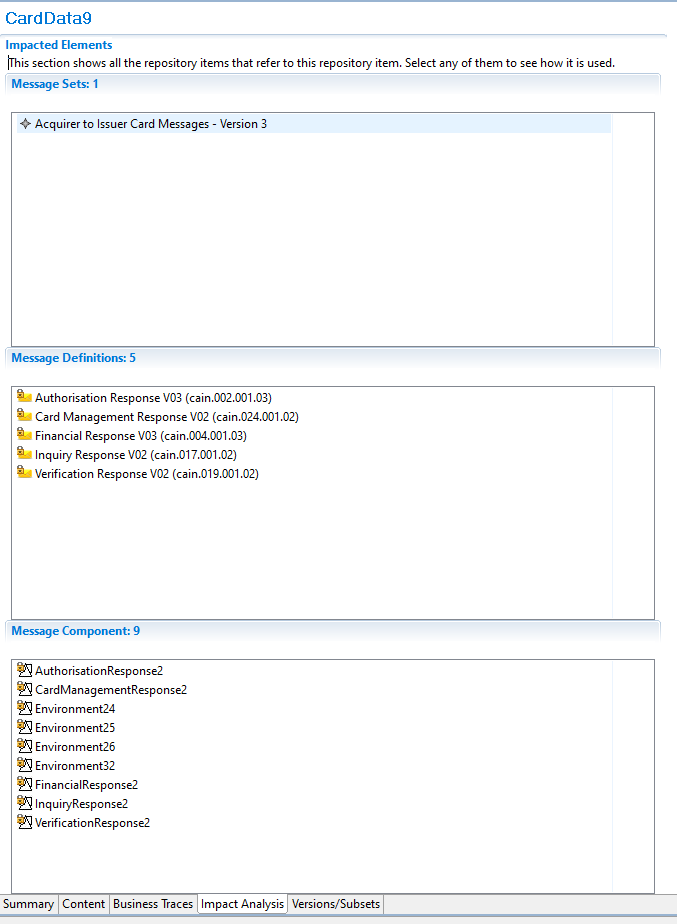 CardData9
Impacted Elements
This section shows all the repository items that refer to this repository item. Select any of them to see how it is used.
Message Sets: 1
Acquirer to Issuer Card Messages - Version 3
Message Definitions: 5
Authorisation Response V03 (cain.002.001.03)
Card Management Response V02 (cain.024.001.02)
Financial Response V03 (cain.004.001.03)
Inquiry Response V02 (cain.017.001.02)
Verification Response V02 (cain.019.001.02)
Message Component: 9
AuthorisationResponse2
CardManagementResponse2
Environment24
Environment25
Environment26
Environment32
FinancialResponse2
InquiryResponse2
VerificationResponse2
Summary Content Business Traces Impact Analysis Versions/Subsets